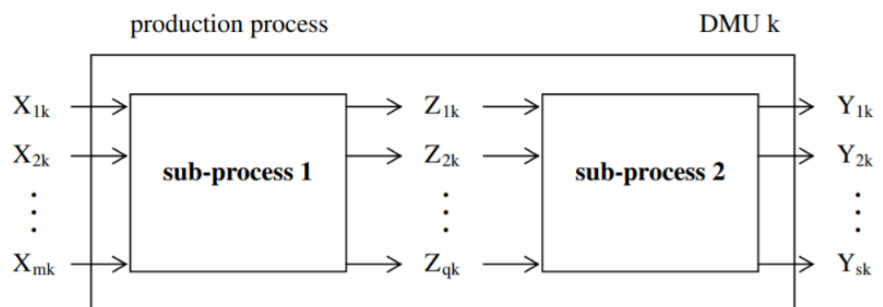 production process DMU k
X1k Z1k Y1k
X2k sub-process 1 Z2k sub-process 2 Y2k
Xmk Zqk Ysk